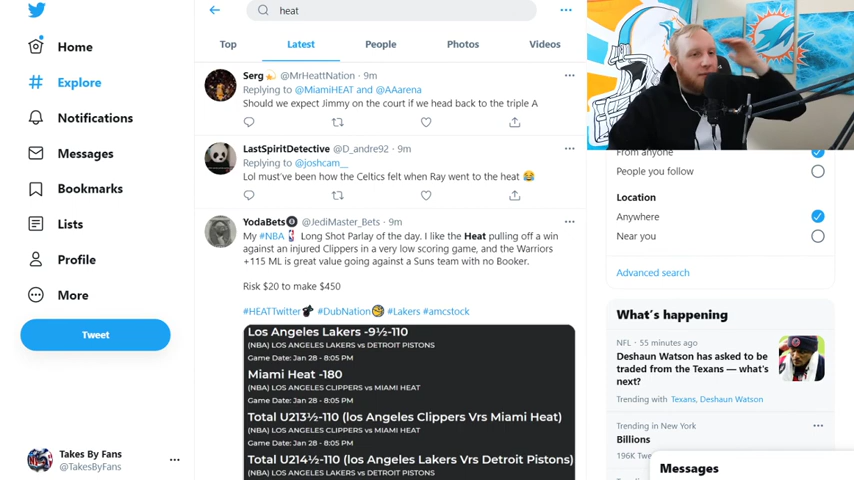 heat
Home
Explore
Notifications
Messages
Bookmarks
Lists
Profile
More
Tweet
Takes By Fans
@TakesByFans
Top
Latest
People
Photos
Videos
Serg @MrHeattNation · 9m
Replying to @MiamiHEAT and @AAarena
Should we expect Jimmy on the court if we head back to the triple A
LastSpiritDetective @D_andre92 · 9m
Replying to @joshcam__
Lol must've been how the Celtics felt when Ray went to the heat 😂
YodaBets @JediMaster_Bets · 9m
My #NBA Long Shot Parlay of the day. I like the Heat pulling off a win
against an injured Clippers in a very low scoring game, and the Warriors
+115 ML is great value going against a Suns team with no Booker.
Risk $20 to make $450
#HEATTwitter #DubNation #Lakers #amcstock
Los Angeles Lakers -9½-110
(NBA) LOS ANGELES LAKERS vs DETROIT PISTONS
Game Date: Jan 28 - 8:05 PM
Miami Heat -180
(NBA) LOS ANGELES CLIPPERS vs MIAMI HEAT
Game Date: Jan 28 - 8:05 PM
Total U213½-110 (los Angeles Clippers Vrs Miami Heat)
(NBA) LOS ANGELES CLIPPERS vs MIAMI HEAT
Game Date: Jan 28 - 8:05 PM
Total U214½-110 (los Angeles Lakers Vrs Detroit Pistons)
(NBA) LOS ANGELES LAKERS vs DETROIT PISTONS
From anyone
People you follow
Location
Anywhere
Near you
Advanced search
What's happening
NFL · 55 minutes ago
Deshaun Watson has asked to
be traded from the Texans — what's
next?
Trending with Texans, Deshaun Watson
Trending in New York
Billions
196K Twe
Messages